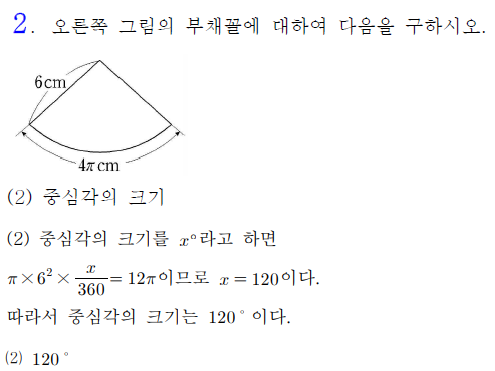 2. 오른쪽 그림의 부채꼴에 대하여 다음을 구하시오.
6cm
4π cm
(2) 중심각의 크기
(2) 중심각의 크기를 x°라고 하면
π×6²×x/360=12π이므로 x=120이다.
따라서 중심각의 크기는 120°이다.
(2) 120°